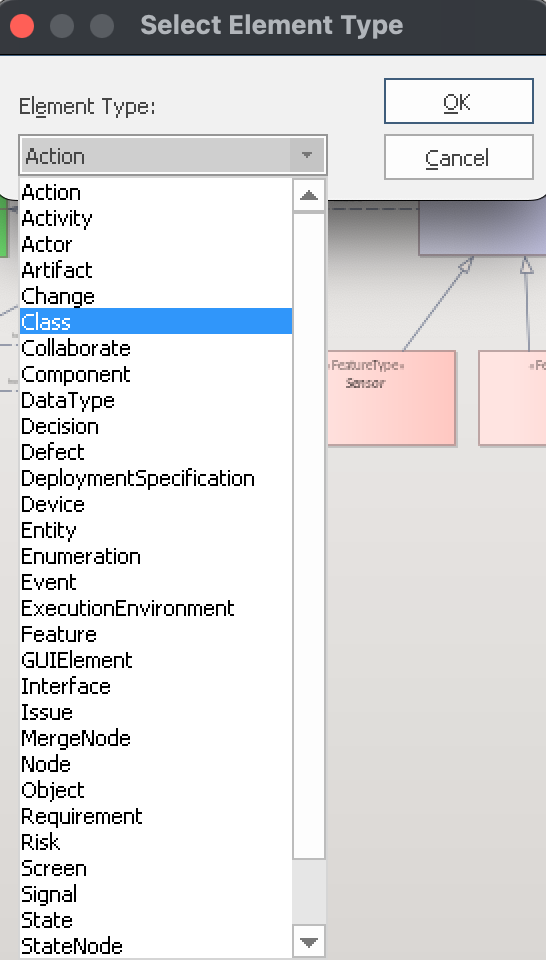 Select Element Type
Element Type:
OK
Cancel
Action
Action
Activity
Actor
Artifact
Change
Class
Collaborate
Component
DataType
Decision
Defect
DeploymentSpecification
Device
Entity
Enumeration
Event
ExecutionEnvironment
Feature
GUIElement
Interface
Issue
MergeNode
Node
Object
Requirement
Risk
Screen
Signal
State
StateNode
«FeatureType»
Sensor
«Fe